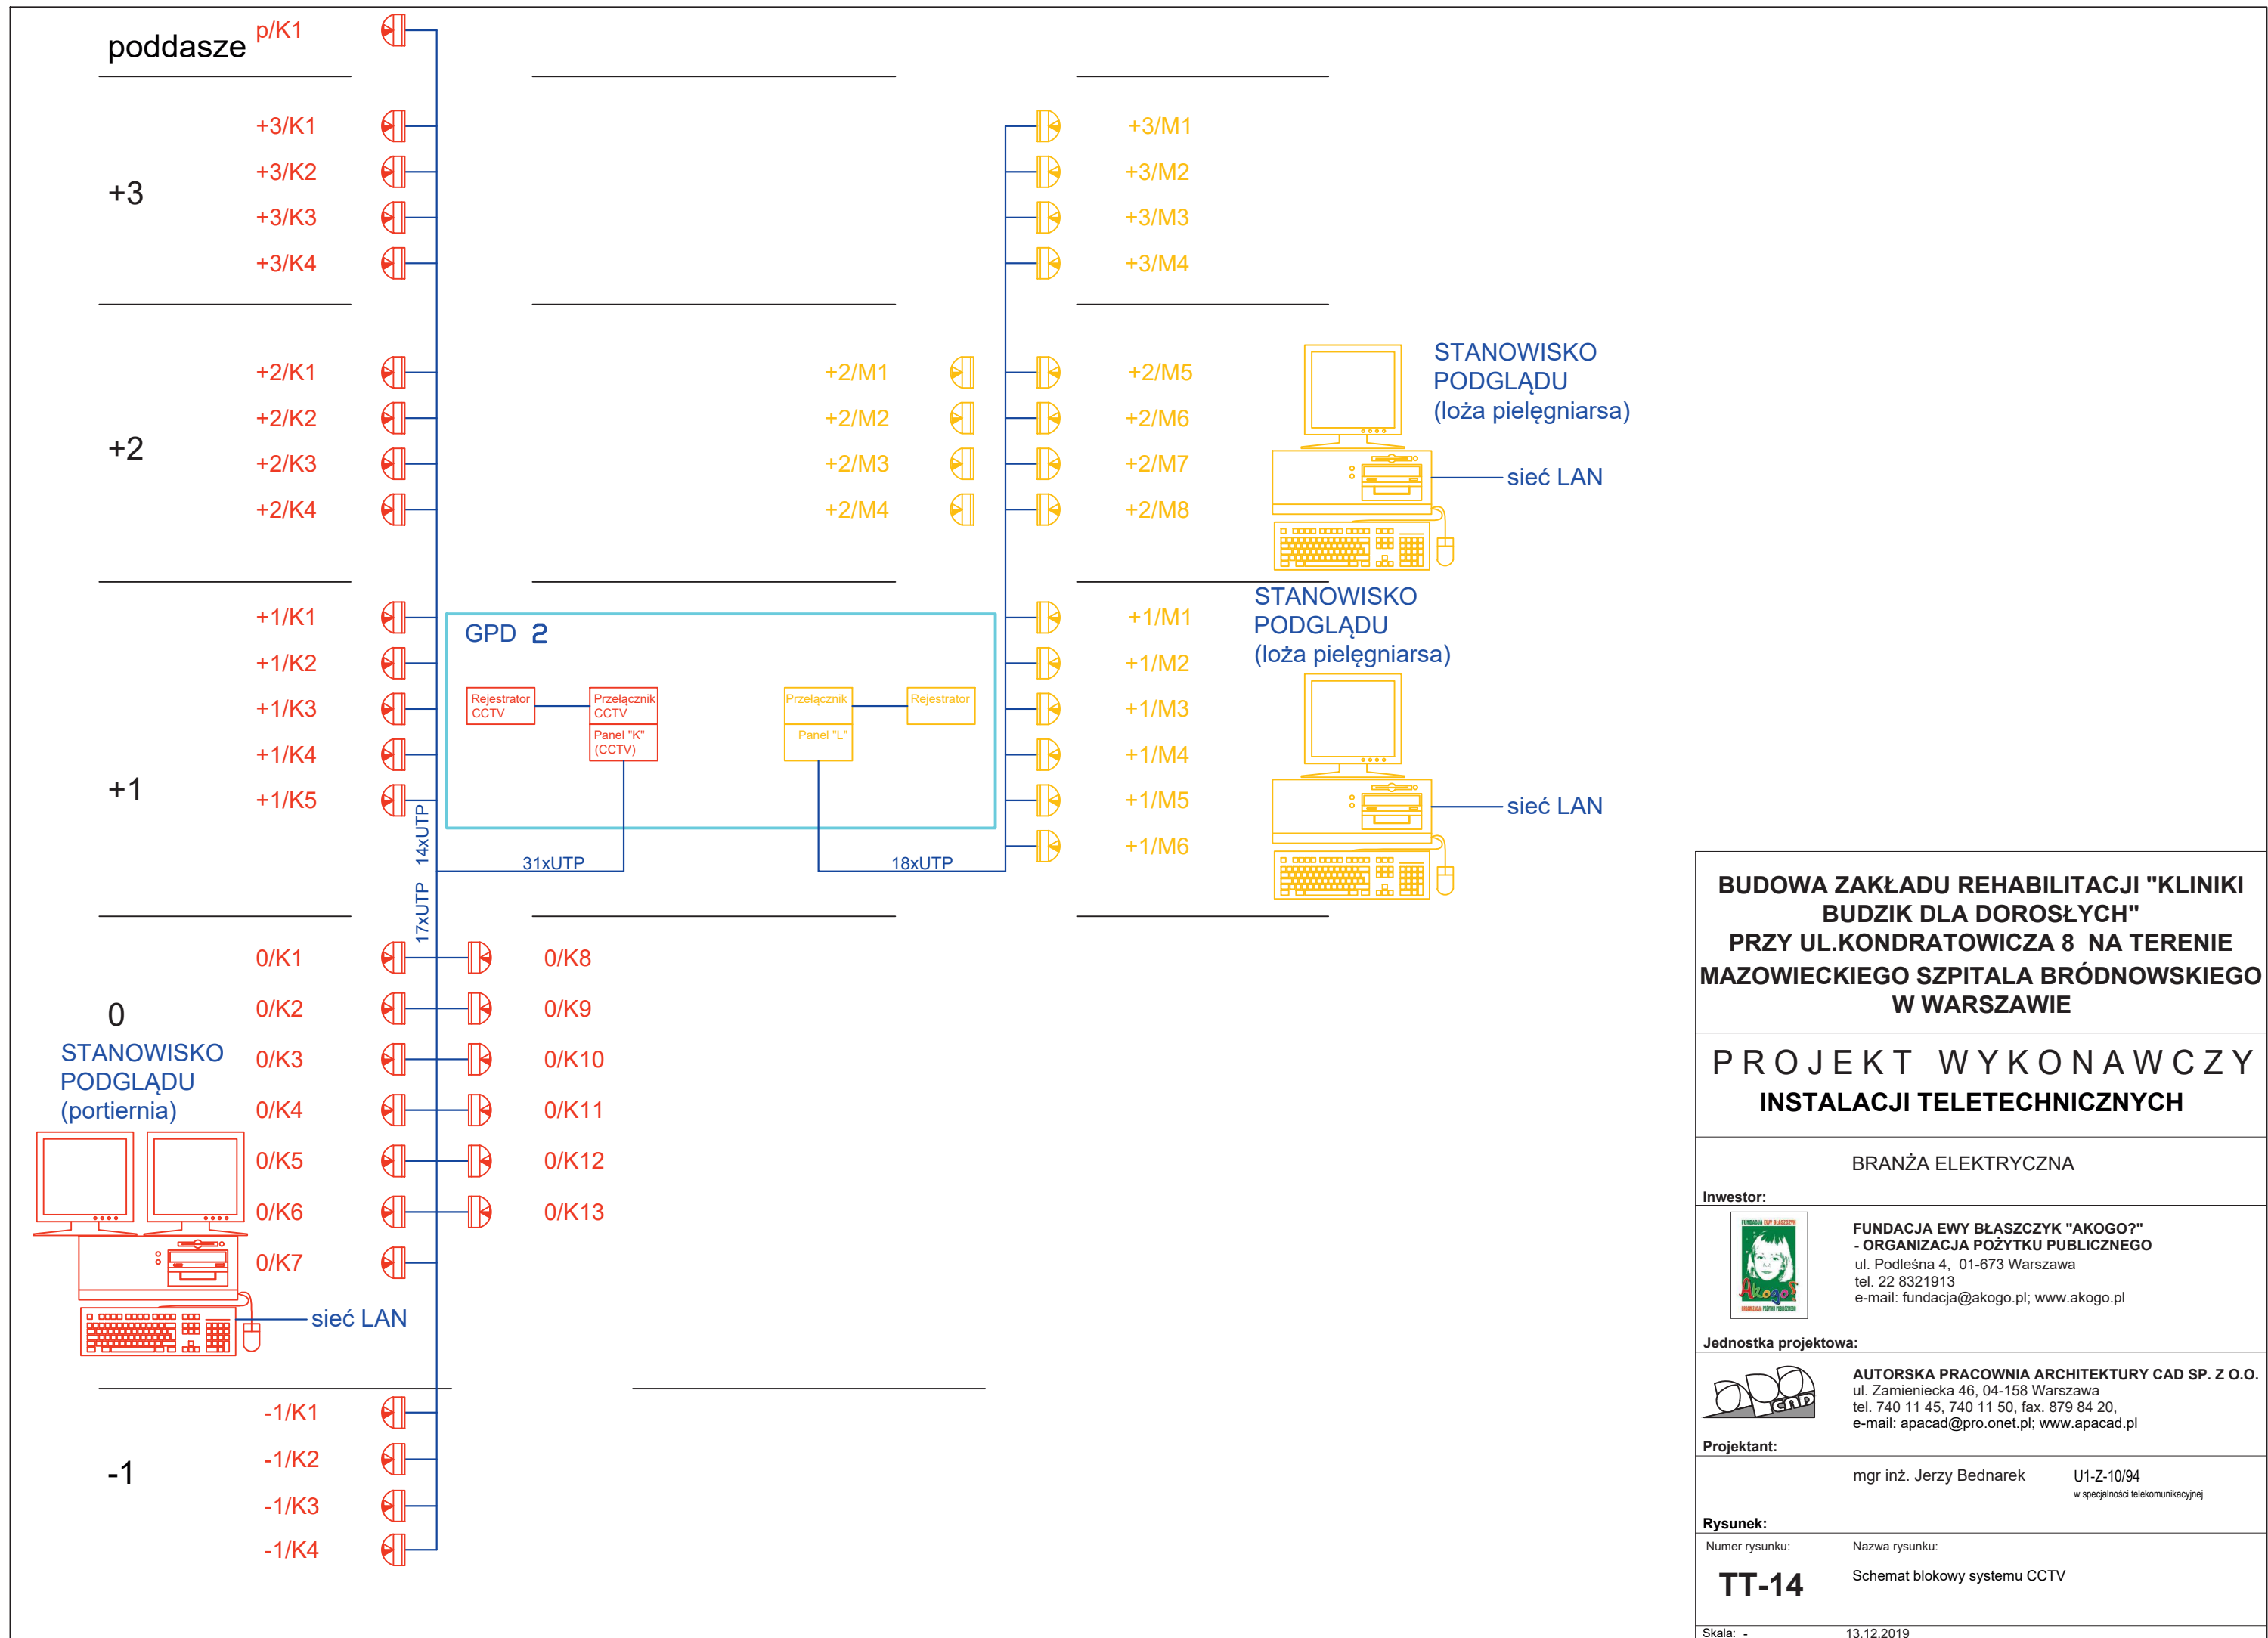 poddasze
p/K1
+3
+3/K1
+3/K2
+3/K3
+3/K4
+3/M1
+3/M2
+3/M3
+3/M4
+2
+2/K1
+2/K2
+2/K3
+2/K4
+2/M1
+2/M2
+2/M3
+2/M4
+2/M5
+2/M6
+2/M7
+2/M8
STANOWISKO
PODGLĄDU
(loża pielęgniarsa)
sieć LAN
+1
+1/K1
+1/K2
+1/K3
+1/K4
+1/K5
GPD 2
Rejestrator
CCTV
Przełącznik
CCTV
Panel "K"
(CCTV)
Przełącznik
Panel "L"
Rejestrator
14xUTP
31xUTP
18xUTP
17xUTP
+1/M1
+1/M2
+1/M3
+1/M4
+1/M5
+1/M6
STANOWISKO
PODGLĄDU
(loża pielęgniarsa)
sieć LAN
0
0/K1
0/K2
0/K3
0/K4
0/K5
0/K6
0/K7
0/K8
0/K9
0/K10
0/K11
0/K12
0/K13
STANOWISKO
PODGLĄDU
(portiernia)
sieć LAN
-1
-1/K1
-1/K2
-1/K3
-1/K4
BUDOWA ZAKŁADU REHABILITACJI "KLINIKI
BUDZIK DLA DOROSŁYCH"
PRZY UL.KONDRATOWICZA 8 NA TERENIE
MAZOWIECKIEGO SZPITALA BRÓDNOWSKIEGO
W WARSZAWIE
PROJEKT WYKONAWCZY
INSTALACJI TELETECHNICZNYCH
BRANŻA ELEKTRYCZNA
Inwestor:
FUNDACJA EWY BŁASZCZYK
Akogo?
ORGANIZACJA POŻYTKU PUBLICZNEGO
FUNDACJA EWY BŁASZCZYK "AKOGO?"
- ORGANIZACJA POŻYTKU PUBLICZNEGO
ul. Podleśna 4, 01-673 Warszawa
tel. 22 8321913
e-mail: fundacja@akogo.pl; www.akogo.pl
Jednostka projektowa:
CAD
AUTORSKA PRACOWNIA ARCHITEKTURY CAD SP. Z O.O.
ul. Zamieniecka 46, 04-158 Warszawa
tel. 740 11 45, 740 11 50, fax. 879 84 20,
e-mail: apacad@pro.onet.pl; www.apacad.pl
Projektant:
mgr inż. Jerzy Bednarek
U1-Z-10/94
w specjalności telekomunikacyjnej
Rysunek:
Numer rysunku:
Nazwa rysunku:
TT-14
Schemat blokowy systemu CCTV
Skala: -
13.12.2019